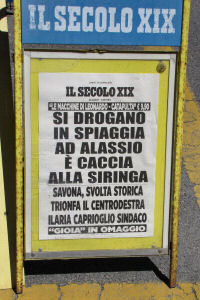 IL SECOLO XIX
IL SECOLO XIX
"LE MACCHINE DI LEONARDO - CATAPULTA" € 9,90
SI DROGANO
IN SPIAGGIA
AD ALASSIO
È CACCIA
ALLA SIRINGA
SAVONA, SVOLTA STORICA
TRIONFA IL CENTRODESTRA
ILARIA CAPRIOGLIO SINDACO
"GIOIA" IN OMAGGIO